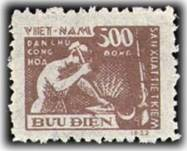 VIỆT-NAM
DÂN CHỦ
CỘNG
HÒA
500
ĐỒNG
SẢN XUẤT TIẾT KIỆM
BƯU ĐIỆN